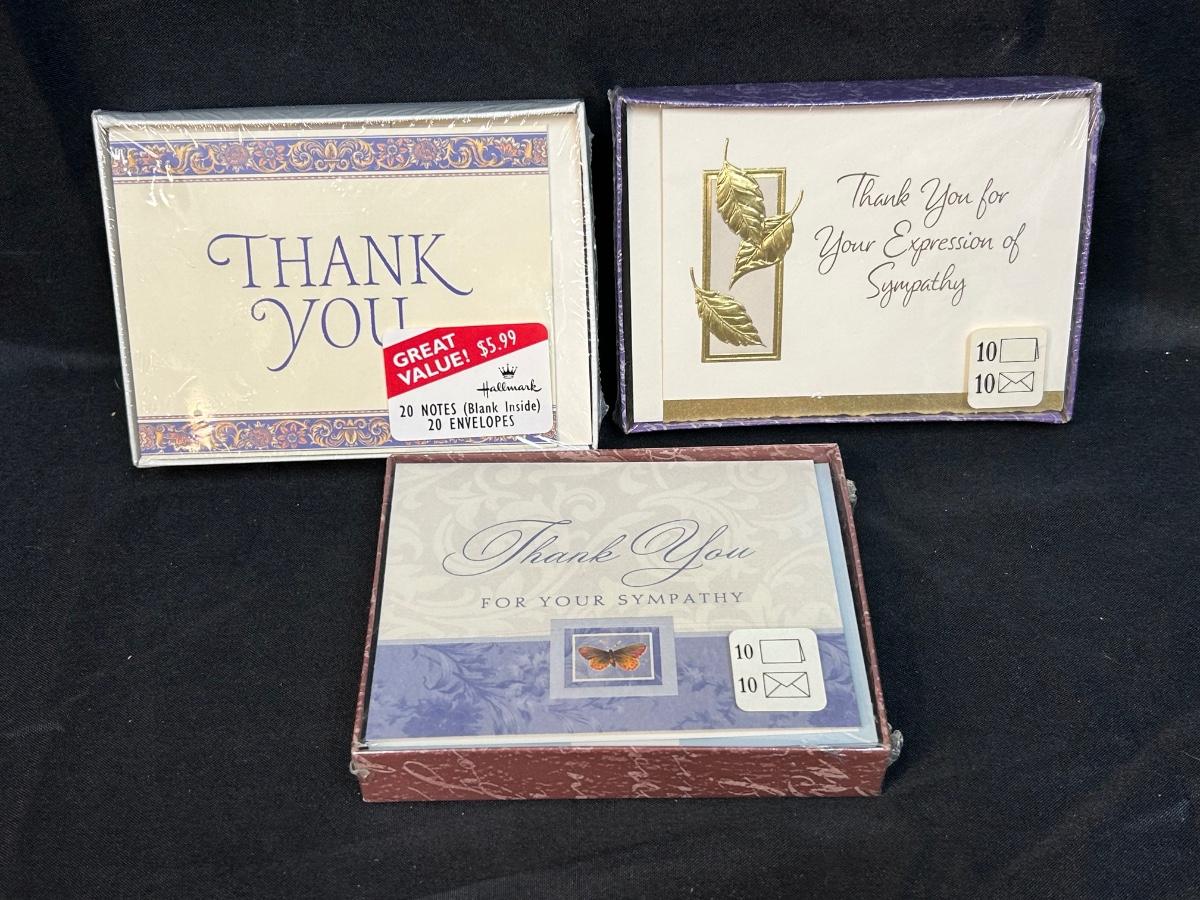 THANK
YOU
GREAT
VALUE! $5.99
Hallmark
20 NOTES (Blank Inside)
20 ENVELOPES
Thank You for
Your Expression of
Sympathy
10
10
Thank You
FOR YOUR SYMPATHY
10
10